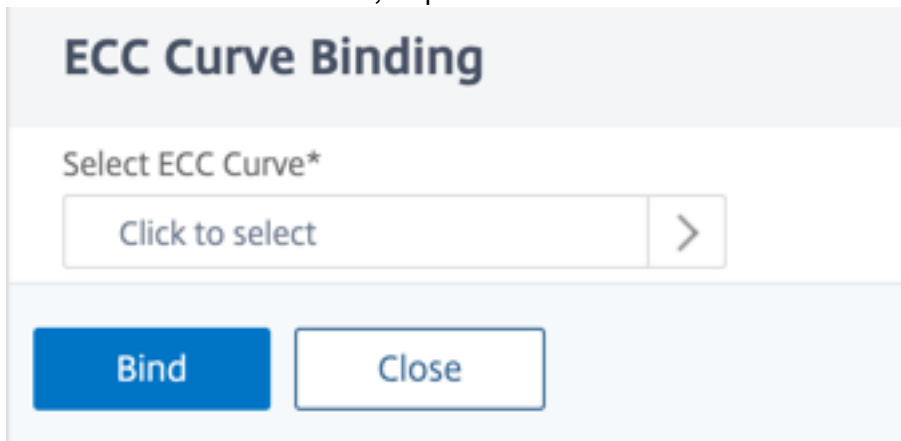 ECC Curve Binding
Select ECC Curve*
Click to select
Bind
Close